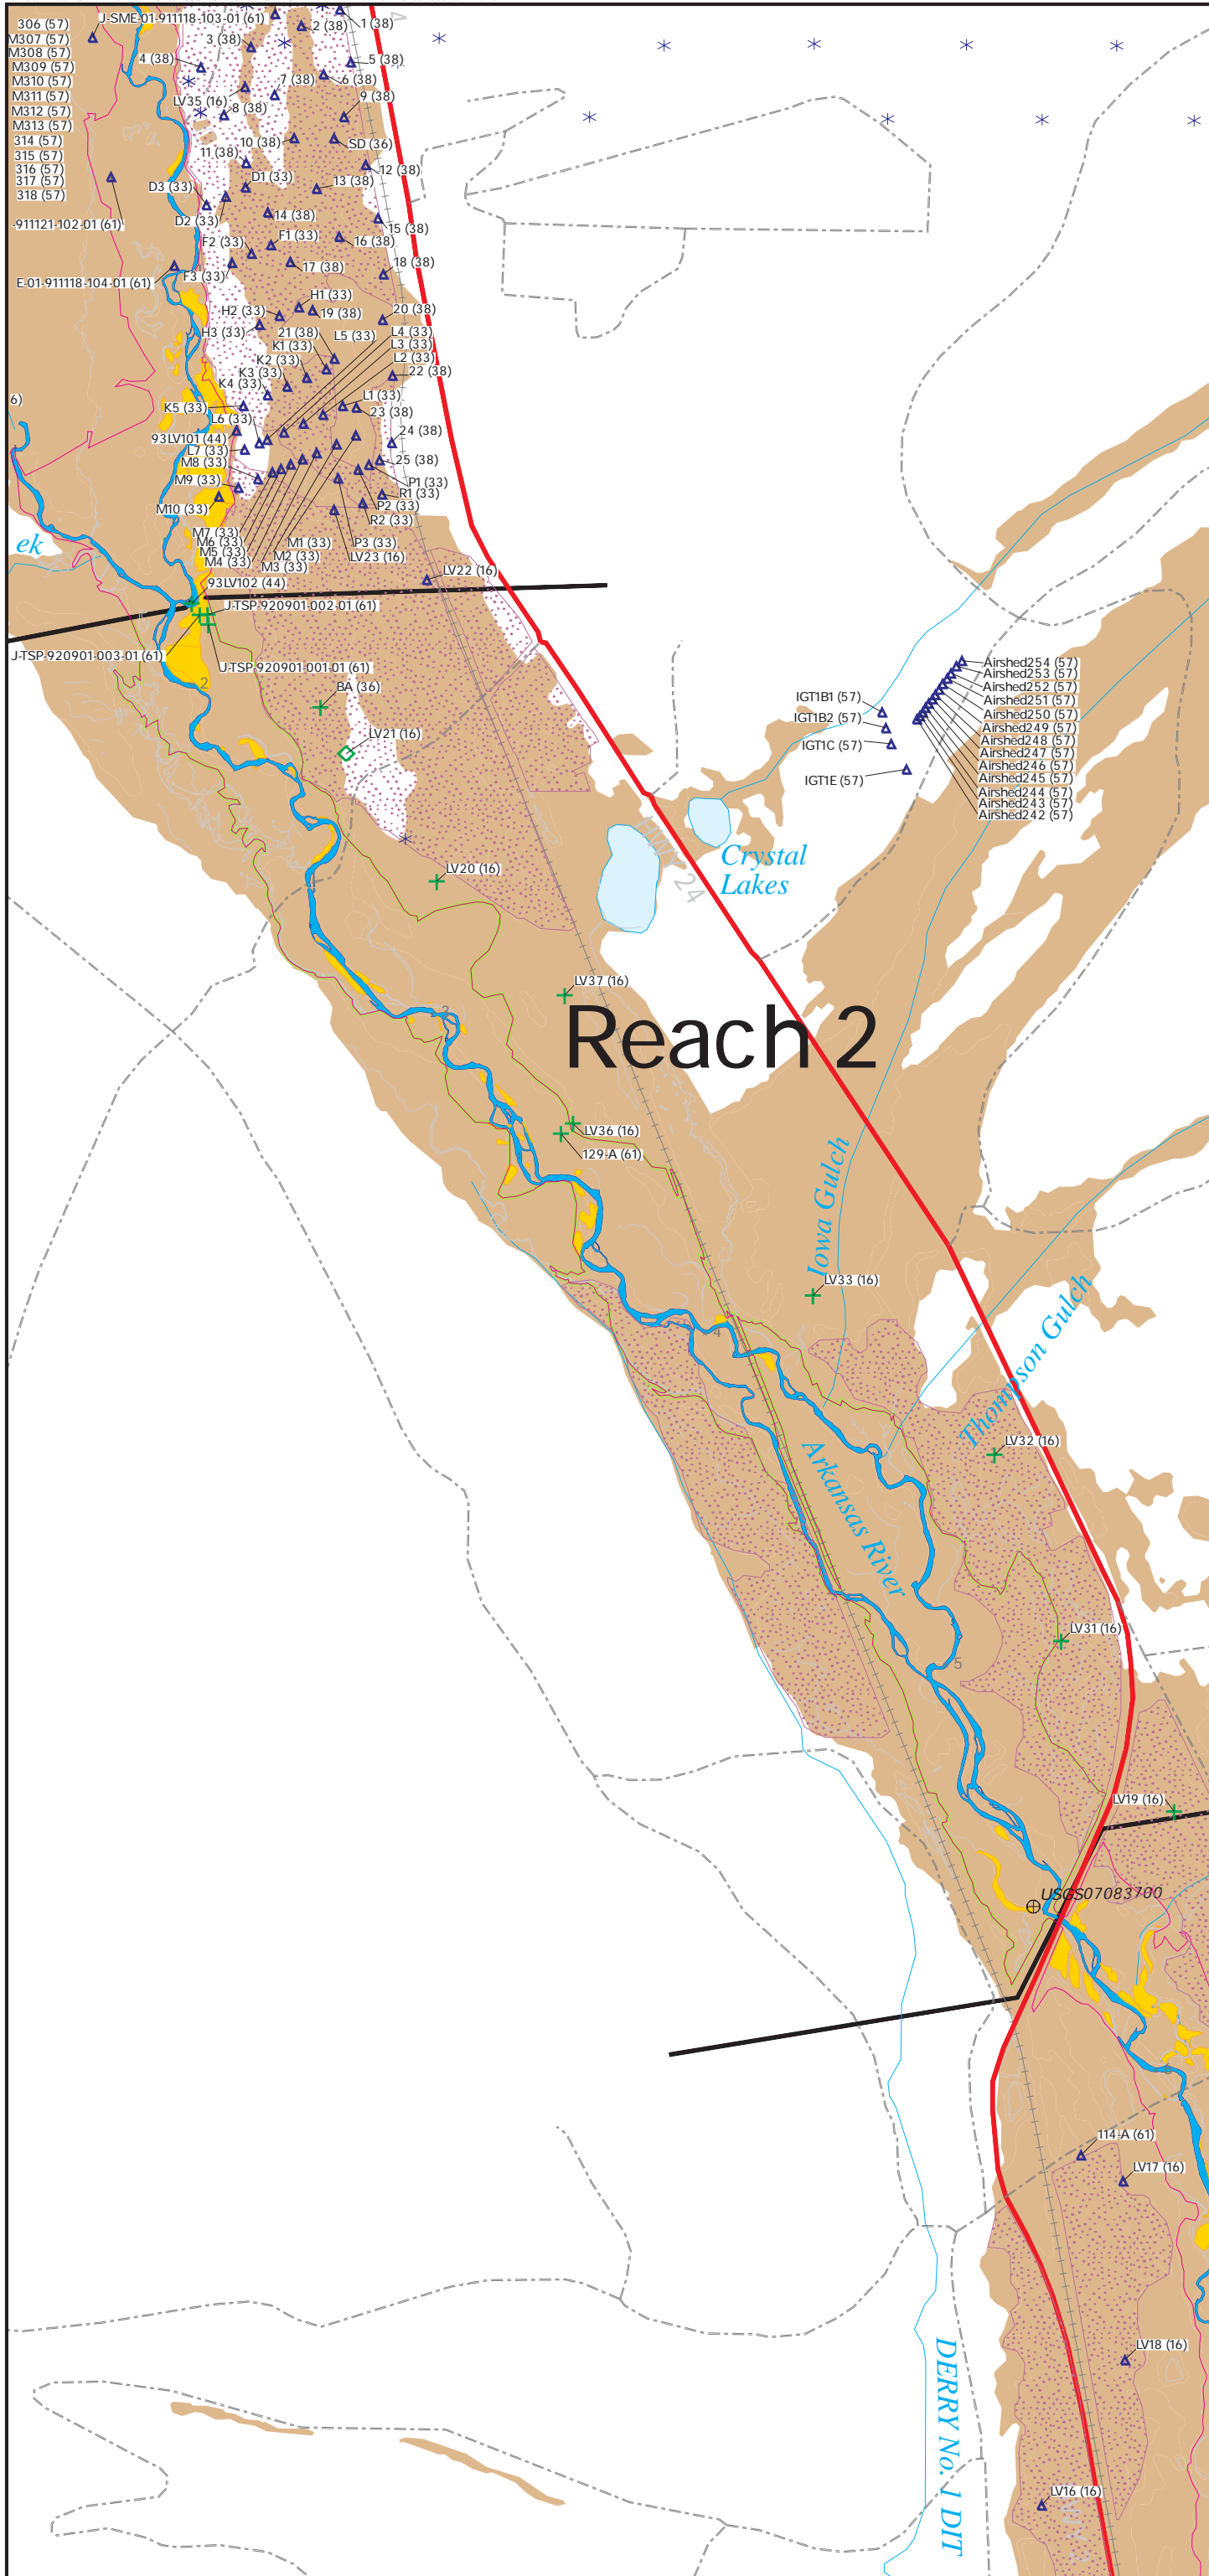 306 (57)
M307 (57)
M308 (57)
M309 (57)
M310 (57)
M311 (57)
M312 (57)
M313 (57)
314 (57)
315 (57)
316 (57)
317 (57)
318 (57)
-911121-102-01 (61)
E-01-911118-104-01 (61)
J-SME-01-911118-103-01 (61)
1 (38)
2 (38)
3 (38)
4 (38)
5 (38)
6 (38)
7 (38)
LV35 (16)
8 (38)
9 (38)
10 (38)
SD (36)
11 (38)
12 (38)
D1 (33)
13 (38)
D3 (33)
D2 (33)
14 (38)
15 (38)
F1 (33)
16 (38)
F2 (33)
17 (38)
18 (38)
F3 (33)
H1 (33)
H2 (33)
19 (38)
20 (38)
H3 (33)
21 (38)
L5 (33)
L4 (33)
K1 (33)
L3 (33)
K2 (33)
L2 (33)
K3 (33)
22 (38)
K4 (33)
L1 (33)
K5 (33)
23 (38)
L6 (33)
24 (38)
93LV101 (44)
L7 (33)
25 (38)
M8 (33)
M9 (33)
P1 (33)
R1 (33)
M10 (33)
P2 (33)
R2 (33)
M7 (33)
M6 (33)
M5 (33)
M4 (33)
M1 (33)
M2 (33)
M3 (33)
P3 (33)
LV23 (16)
6)
ek
LV22 (16)
93LV102 (44)
J-TSP-920901-002-01 (61)
J-TSP-920901-003-01 (61)
J-TSP-920901-001-01 (61)
2
BA (36)
LV21 (16)
IGT1B1 (57)
IGT1B2 (57)
IGT1C (57)
IGT1E (57)
Airshed254 (57)
Airshed253 (57)
Airshed252 (57)
Airshed251 (57)
Airshed250 (57)
Airshed249 (57)
Airshed248 (57)
Airshed247 (57)
Airshed246 (57)
Airshed245 (57)
Airshed244 (57)
Airshed243 (57)
Airshed242 (57)
Crystal
Lakes
24
LV20 (16)
LV37 (16)
Reach 2
LV36 (16)
129-A (61)
Iowa Gulch
LV33 (16)
4
Thompson Gulch
LV32 (16)
Arkansas River
LV31 (16)
5
LV19 (16)
USGS07083700
114-A (61)
LV17 (16)
LV18 (16)
DERRY No. 1 DIT
LV16 (16)